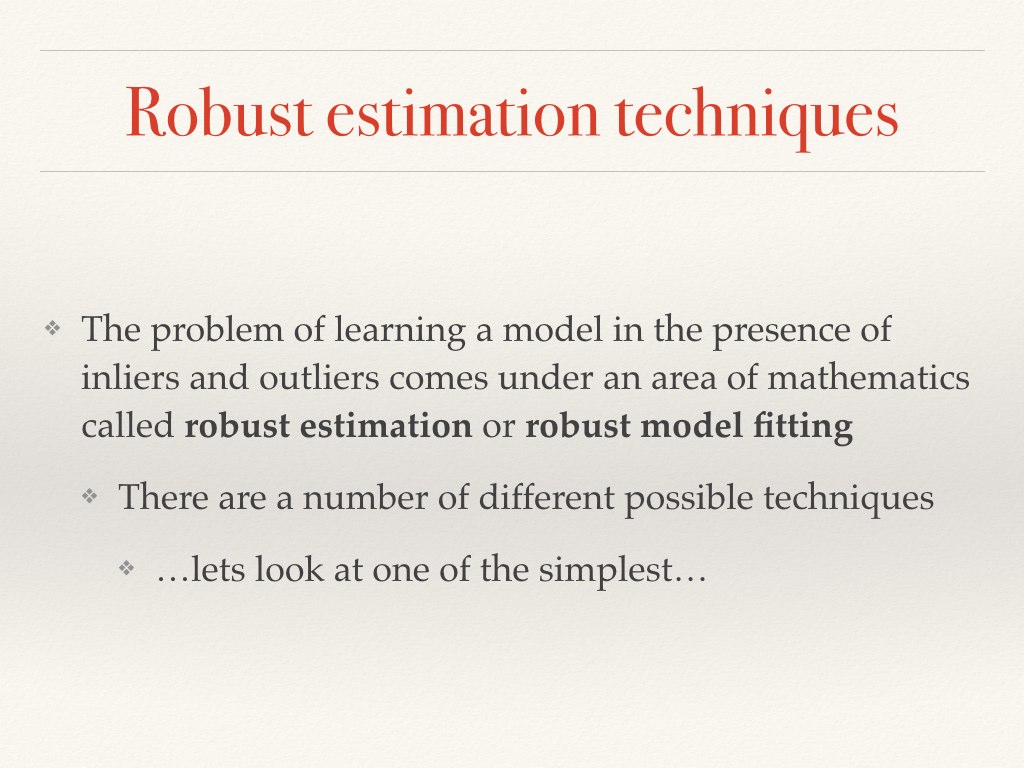 Robust estimation techniques
❖ The problem of learning a model in the presence of
inliers and outliers comes under an area of mathematics
called robust estimation or robust model fitting
❖ There are a number of different possible techniques
❖ …lets look at one of the simplest…